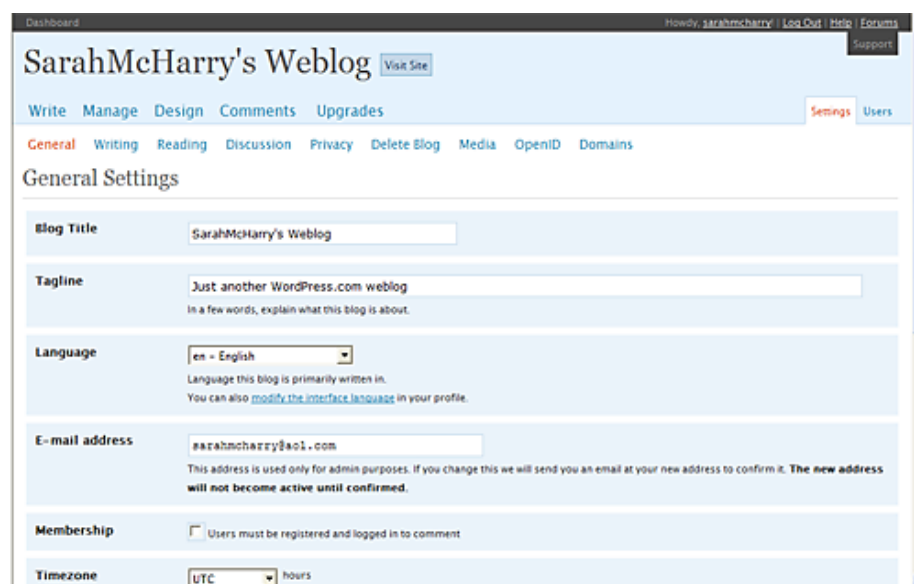 Dashboard Howdy, sarahmcharry! | Log Out | Help | Forums
Support
SarahMcHarry's Weblog Visit Site
Write Manage Design Comments Upgrades Settings Users
General Writing Reading Discussion Privacy Delete Blog Media OpenID Domains
General Settings
Blog Title SarahMcHarry's Weblog
Tagline Just another WordPress.com weblog
In a few words, explain what this blog is about.
Language en - English
Language this blog is primarily written in.
You can also modify the interface language in your profile.
E-mail address sarahmcharry@aol.com
This address is used only for admin purposes. If you change this we will send you an email at your new address to confirm it. The new address
will not become active until confirmed.
Membership Users must be registered and logged in to comment
Timezone UTC hours